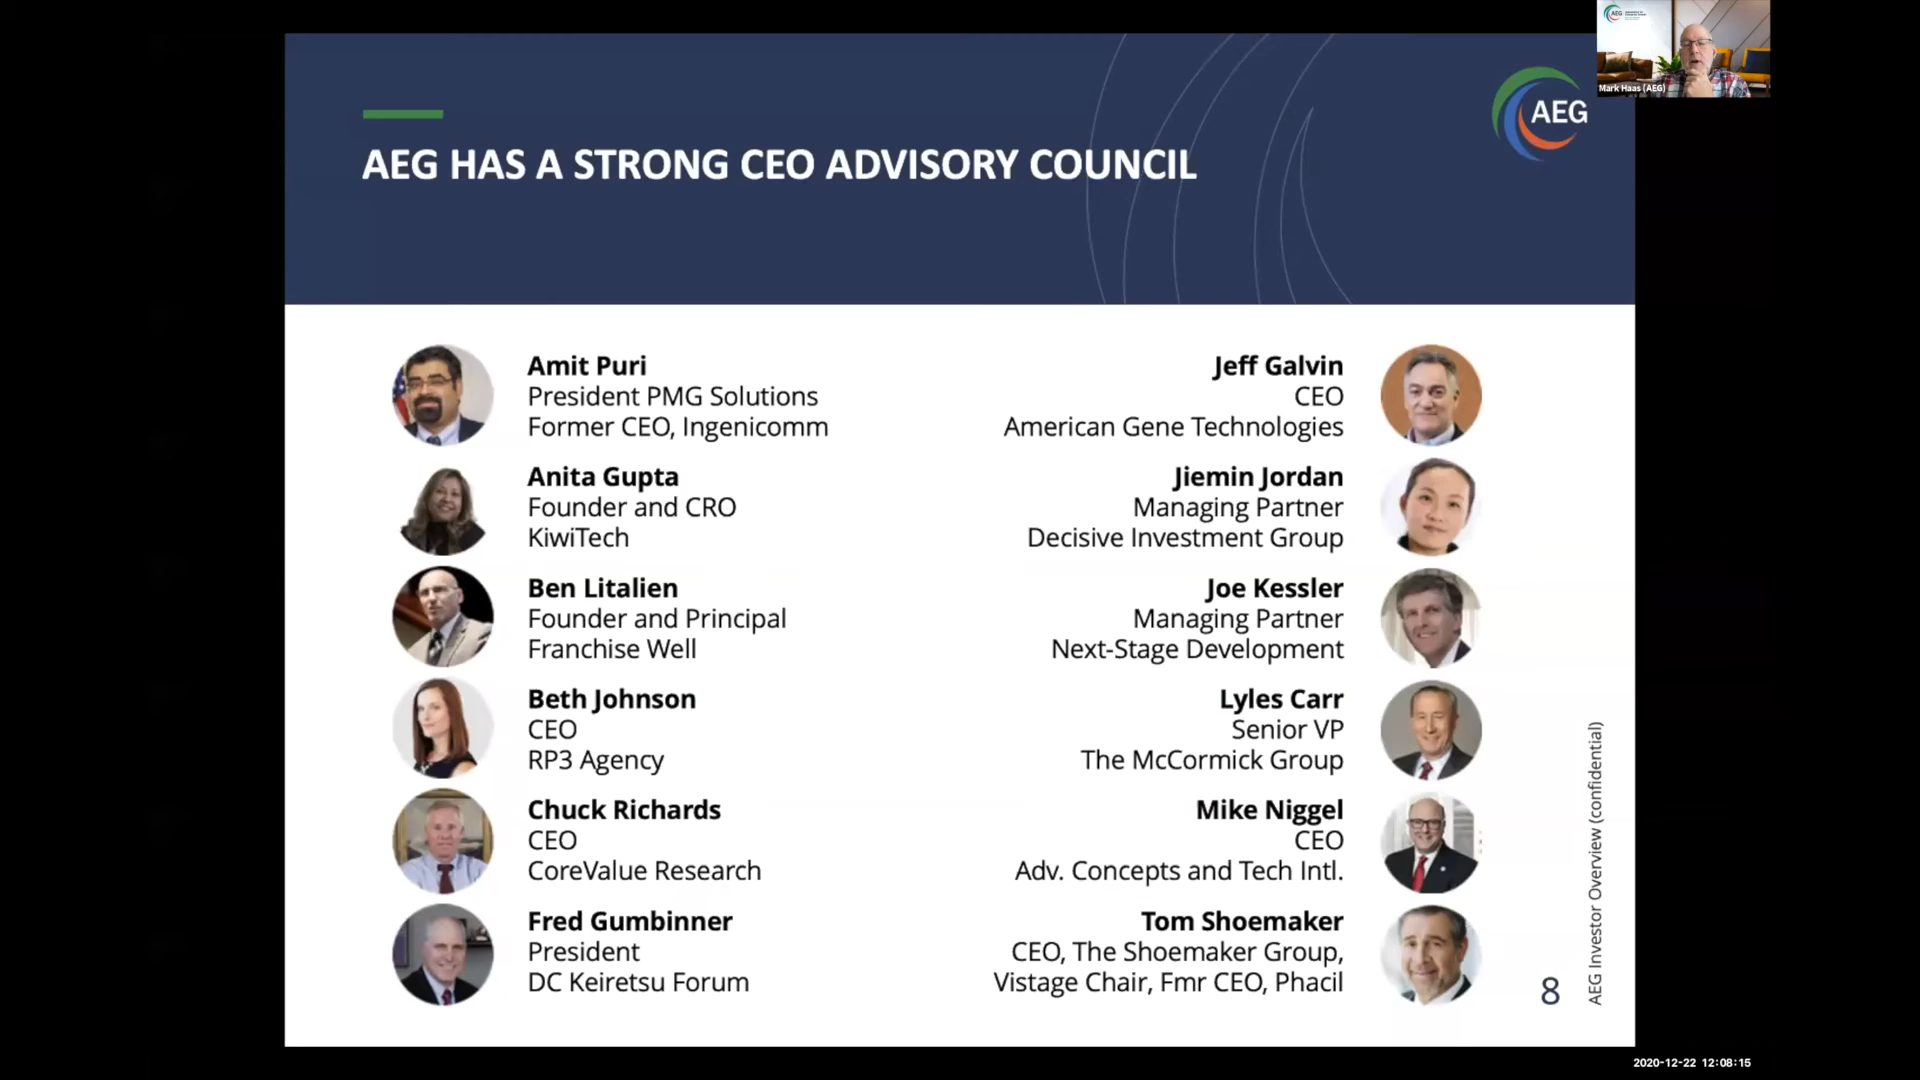 AEG HAS A STRONG CEO ADVISORY COUNCIL
AEG
AEG
Mark Haas (AEG)
Amit Puri
President PMG Solutions
Former CEO, Ingenicomm
Anita Gupta
Founder and CRO
KiwiTech
Ben Litalien
Founder and Principal
Franchise Well
Beth Johnson
CEO
RP3 Agency
Chuck Richards
CEO
CoreValue Research
Fred Gumbinner
President
DC Keiretsu Forum
Jeff Galvin
CEO
American Gene Technologies
Jiemin Jordan
Managing Partner
Decisive Investment Group
Joe Kessler
Managing Partner
Next-Stage Development
Lyles Carr
Senior VP
The McCormick Group
Mike Niggel
CEO
Adv. Concepts and Tech Intl.
Tom Shoemaker
CEO, The Shoemaker Group,
Vistage Chair, Fmr CEO, Phacil
8
AEG Investor Overview (confidential)
2020-12-22 12:08:15